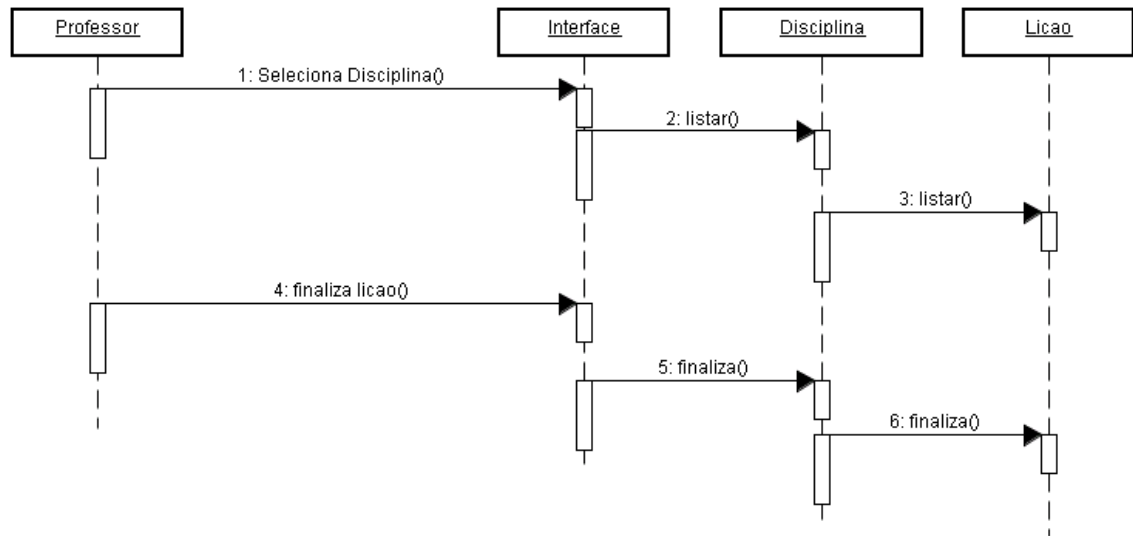 Professor
Interface
Disciplina
Licao
1: Seleciona Disciplina()
2: listar()
3: listar()
4: finaliza licao()
5: finaliza()
6: finaliza()